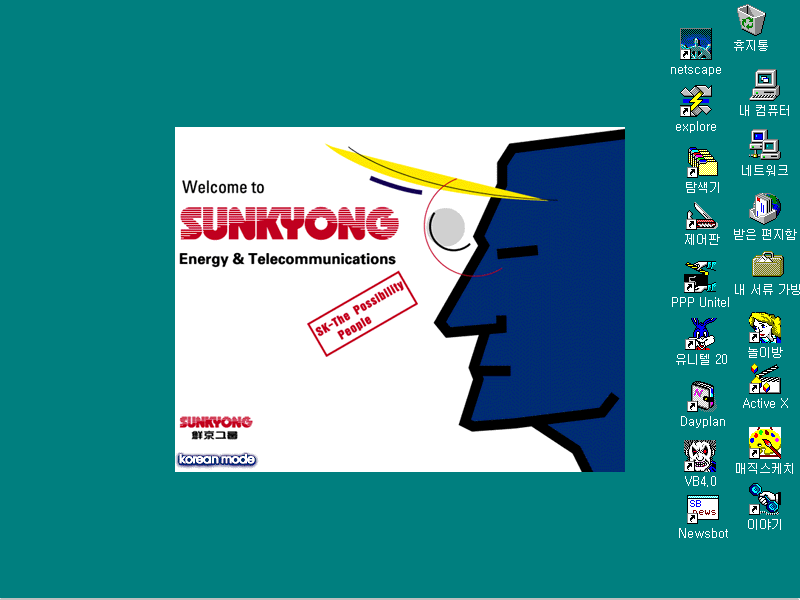 Welcome to
SUNKYONG
Energy & Telecommunications
SK-The Possibility
People
SUNKYONG
鮮京그룹
korean mode
휴지통
netscape
내 컴퓨터
explore
네트워크
탐색기
받은 편지함
제어판
내 서류 가방
PPP Unitel
놀이방
유니텔 20
Active X
Dayplan
매직스케치
VB4,0
SB
news
이야기
Newsbot